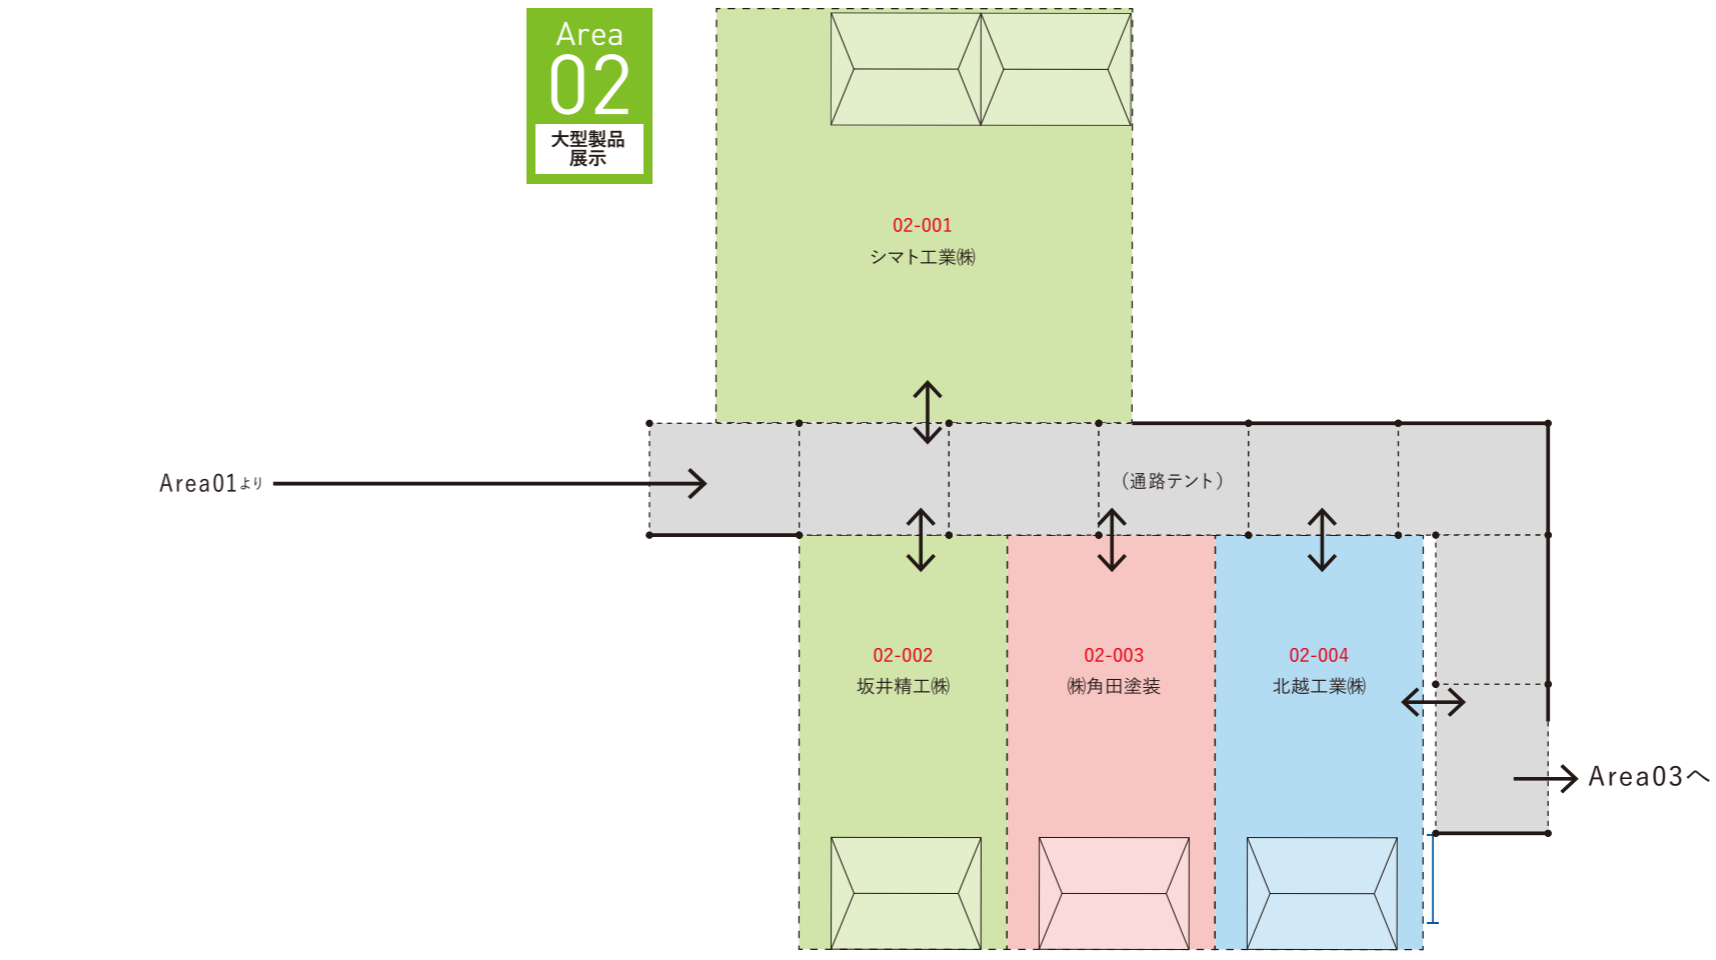 Area
02
大型製品
展示
02-001
シマト工業㈱
Area01より
（通路テント）
02-002
坂井精工㈱
02-003
㈱角田塗装
02-004
北越工業㈱
Area03へ